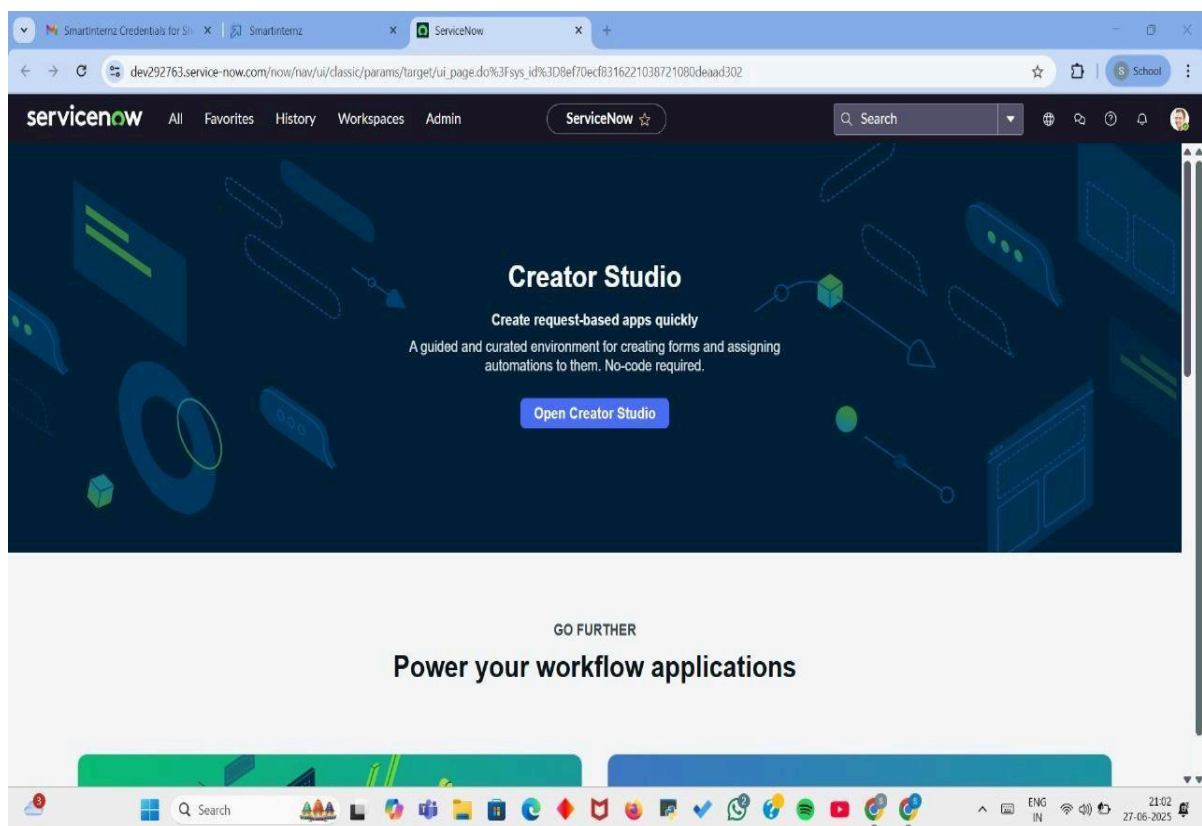 SmartInternz Credentials for Sh
Smartinternz
ServiceNow
dev292763.service-now.com/now/nav/ui/classic/params/target/ui_page.do%3Fsys_id%3D8ef70ecf8316221038721080deaad302
School
servicenow
All
Favorites
History
Workspaces
Admin
ServiceNow
Search
Creator Studio
Create request-based apps quickly
A guided and curated environment for creating forms and assigning
automations to them. No-code required.
Open Creator Studio
GO FURTHER
Power your workflow applications
3
Search
ENG
IN
21:02
27-06-2025